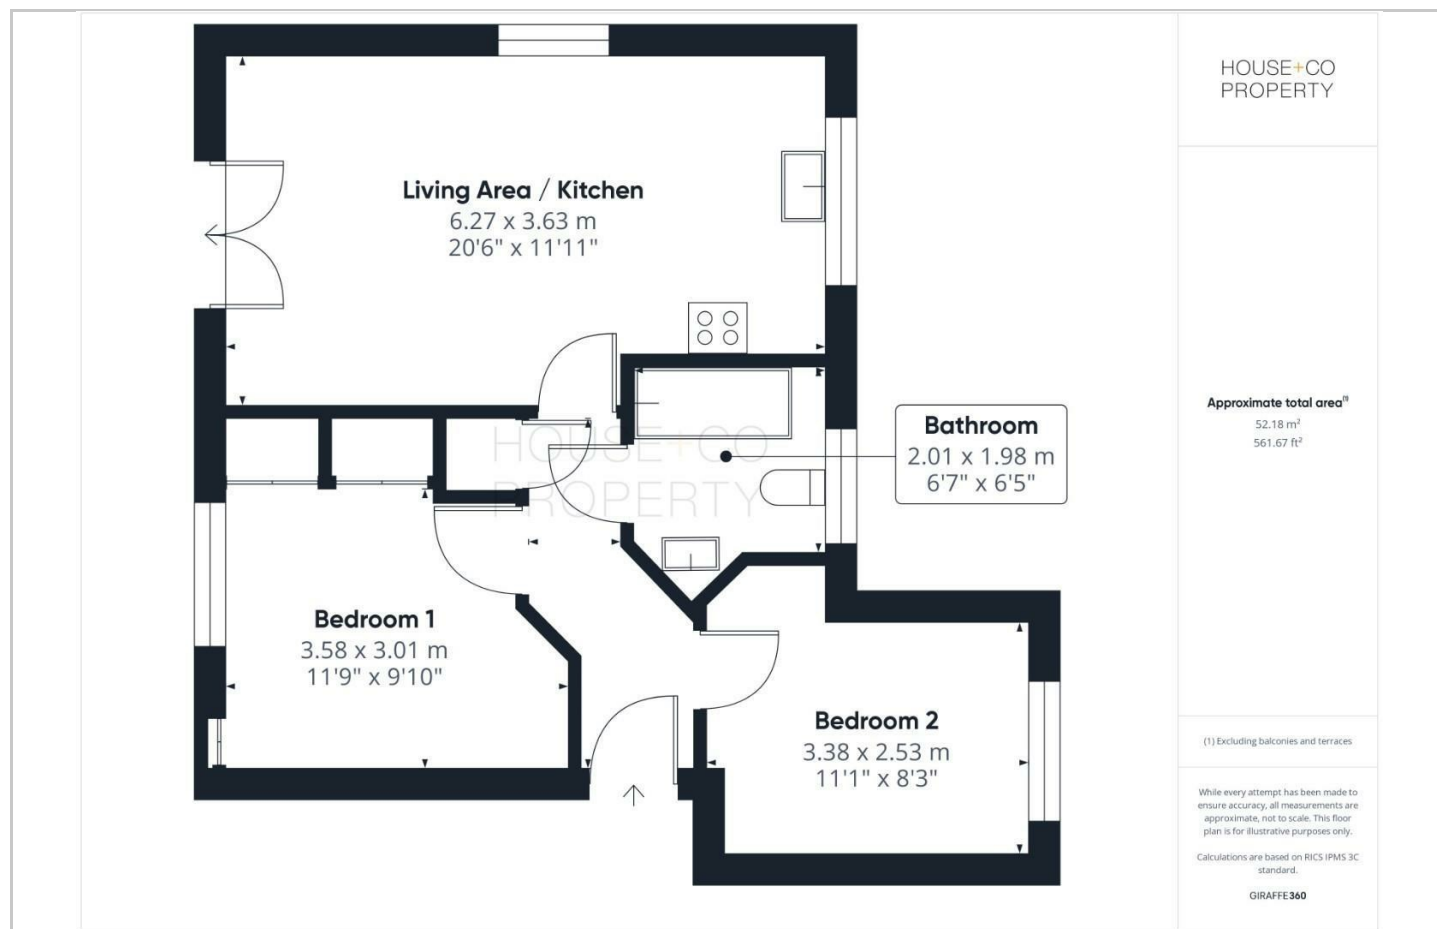 Living Area / Kitchen
6.27 x 3.63 m
20'6" x 11'11"
HOUSE+CO
PROPERTY
Bathroom
2.01 x 1.98 m
6'7" x 6'5"
Bedroom 1
3.58 x 3.01 m
11'9" x 9'10"
Bedroom 2
3.38 x 2.53 m
11'1" x 8'3"
HOUSE+CO
PROPERTY
Approximate total area⁽¹⁾
52.18 m²
561.67 ft²
(1) Excluding balconies and terraces
While every attempt has been made to
ensure accuracy, all measurements are
approximate, not to scale. This floor
plan is for illustrative purposes only.
Calculations are based on RICS IPMS 3C
standard.
GIRAFFE360